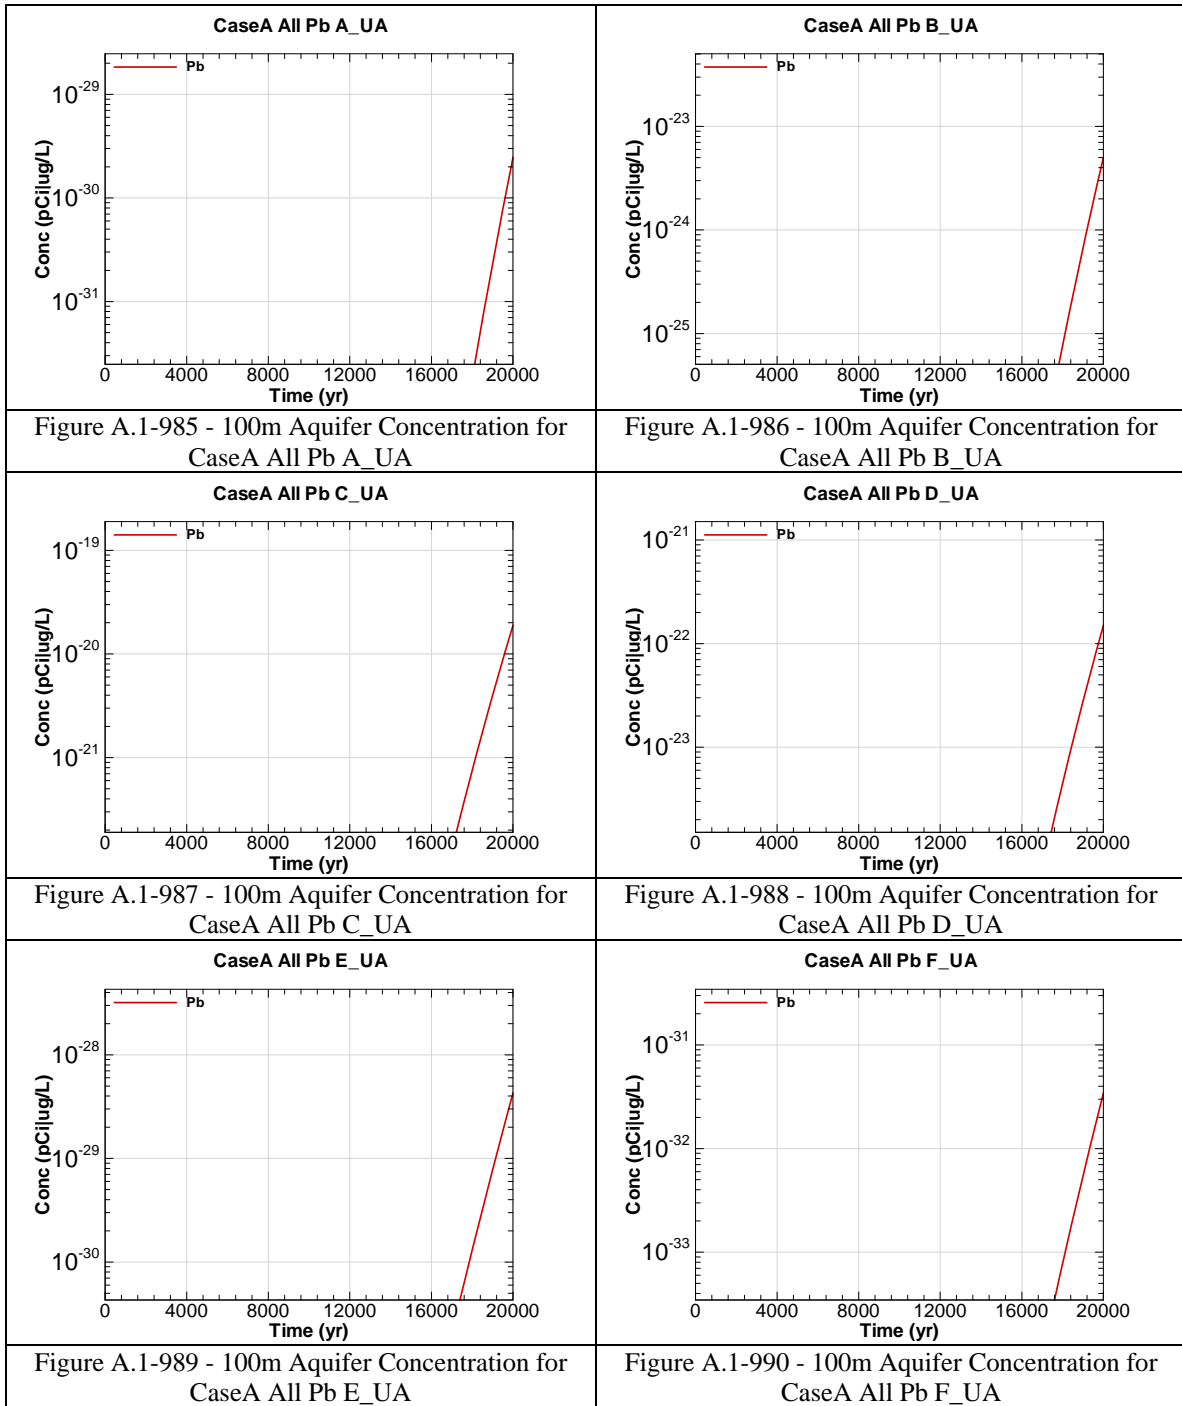 CaseA All Pb A_UA
Pb
10-29
10-30
10-31
Conc (pCi|ug/L)
0 4000 8000 12000 16000 20000
Time (yr)
Figure A.1-985 - 100m Aquifer Concentration for
CaseA All Pb A_UA
CaseA All Pb B_UA
Pb
10-23
10-24
10-25
Conc (pCi|ug/L)
0 4000 8000 12000 16000 20000
Time (yr)
Figure A.1-986 - 100m Aquifer Concentration for
CaseA All Pb B_UA
CaseA All Pb C_UA
Pb
10-19
10-20
10-21
Conc (pCi|ug/L)
0 4000 8000 12000 16000 20000
Time (yr)
Figure A.1-987 - 100m Aquifer Concentration for
CaseA All Pb C_UA
CaseA All Pb D_UA
Pb
10-21
10-22
10-23
Conc (pCi|ug/L)
0 4000 8000 12000 16000 20000
Time (yr)
Figure A.1-988 - 100m Aquifer Concentration for
CaseA All Pb D_UA
CaseA All Pb E_UA
Pb
10-28
10-29
10-30
Conc (pCi|ug/L)
0 4000 8000 12000 16000 20000
Time (yr)
Figure A.1-989 - 100m Aquifer Concentration for
CaseA All Pb E_UA
CaseA All Pb F_UA
Pb
10-31
10-32
10-33
Conc (pCi|ug/L)
0 4000 8000 12000 16000 20000
Time (yr)
Figure A.1-990 - 100m Aquifer Concentration for
CaseA All Pb F_UA